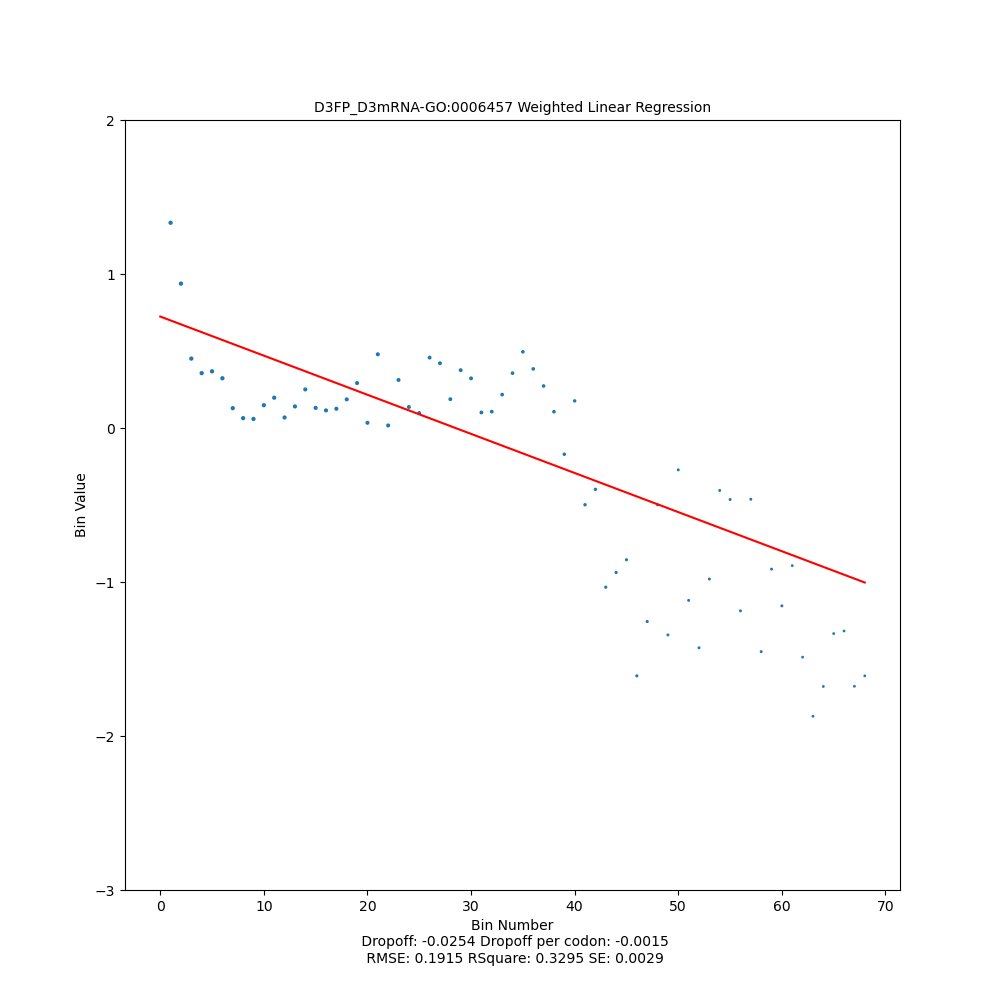 D3FP_D3mRNA-GO:0006457 Weighted Linear Regression
2
1
0
−1
−2
−3
Bin Value
0 10 20 30 40 50 60 70
Bin Number
Dropoff: -0.0254 Dropoff per codon: -0.0015
RMSE: 0.1915 RSquare: 0.3295 SE: 0.0029